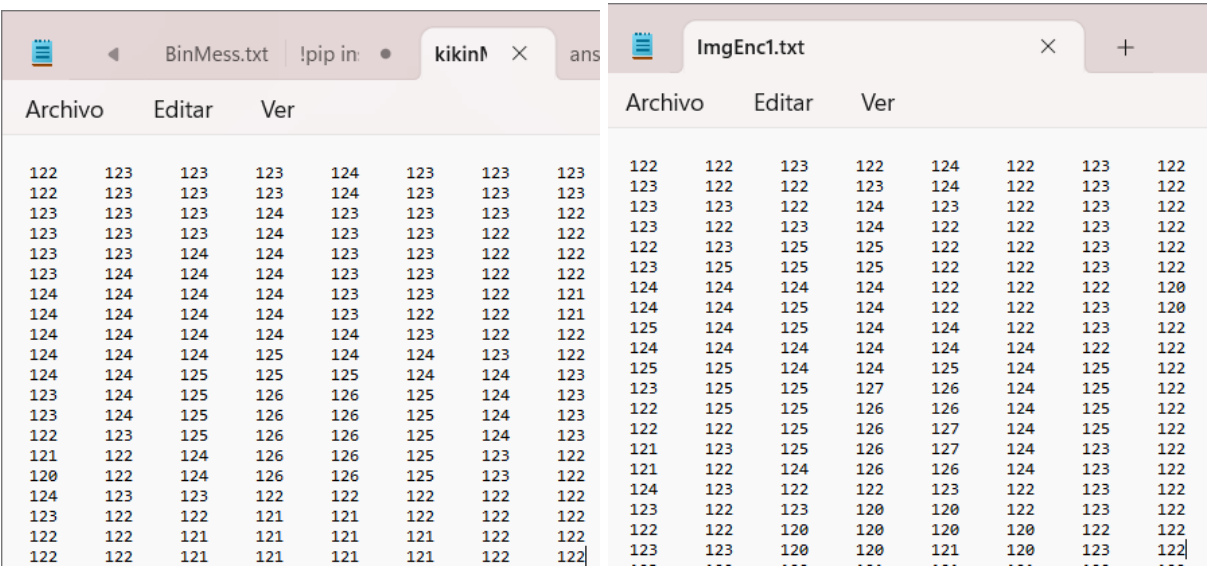 BinMess.txt !pip in: kikinM ans
Archivo Editar Ver
122 123 123 123 124 123 123 123
122 123 123 123 124 123 123 123
123 123 123 124 123 123 123 122
123 123 123 124 123 123 122 122
123 123 124 124 123 123 122 122
123 124 124 124 123 123 122 122
124 124 124 124 123 123 122 121
124 124 124 124 123 122 122 121
124 124 124 124 124 123 122 122
124 124 124 125 124 124 123 122
124 124 125 125 125 124 124 123
123 124 125 126 126 125 124 123
123 124 125 126 126 125 124 123
122 123 125 126 126 125 124 123
121 122 124 126 126 125 123 122
120 122 124 126 126 125 123 122
124 123 123 122 122 122 122 122
123 122 122 121 121 122 122 122
122 122 121 121 121 121 122 122
122 122 121 121 121 121 122 122
ImgEnc1.txt
Archivo Editar Ver
122 122 123 122 124 122 123 122
123 122 122 123 124 122 123 122
123 123 122 124 123 122 123 122
123 122 123 124 122 122 123 122
122 123 125 125 122 122 123 122
123 125 125 125 122 122 123 122
124 124 124 124 122 122 122 120
124 124 125 124 122 122 123 120
125 124 125 124 124 122 123 122
124 124 124 124 124 124 122 122
125 125 124 124 125 124 125 122
123 125 125 127 126 124 125 122
122 125 125 126 126 124 125 122
122 122 125 126 127 124 125 122
121 123 125 126 127 124 123 122
121 122 124 126 126 124 123 122
124 123 122 122 123 122 123 122
123 122 123 120 120 122 123 122
122 122 120 120 120 120 122 122
123 123 120 120 121 120 123 122